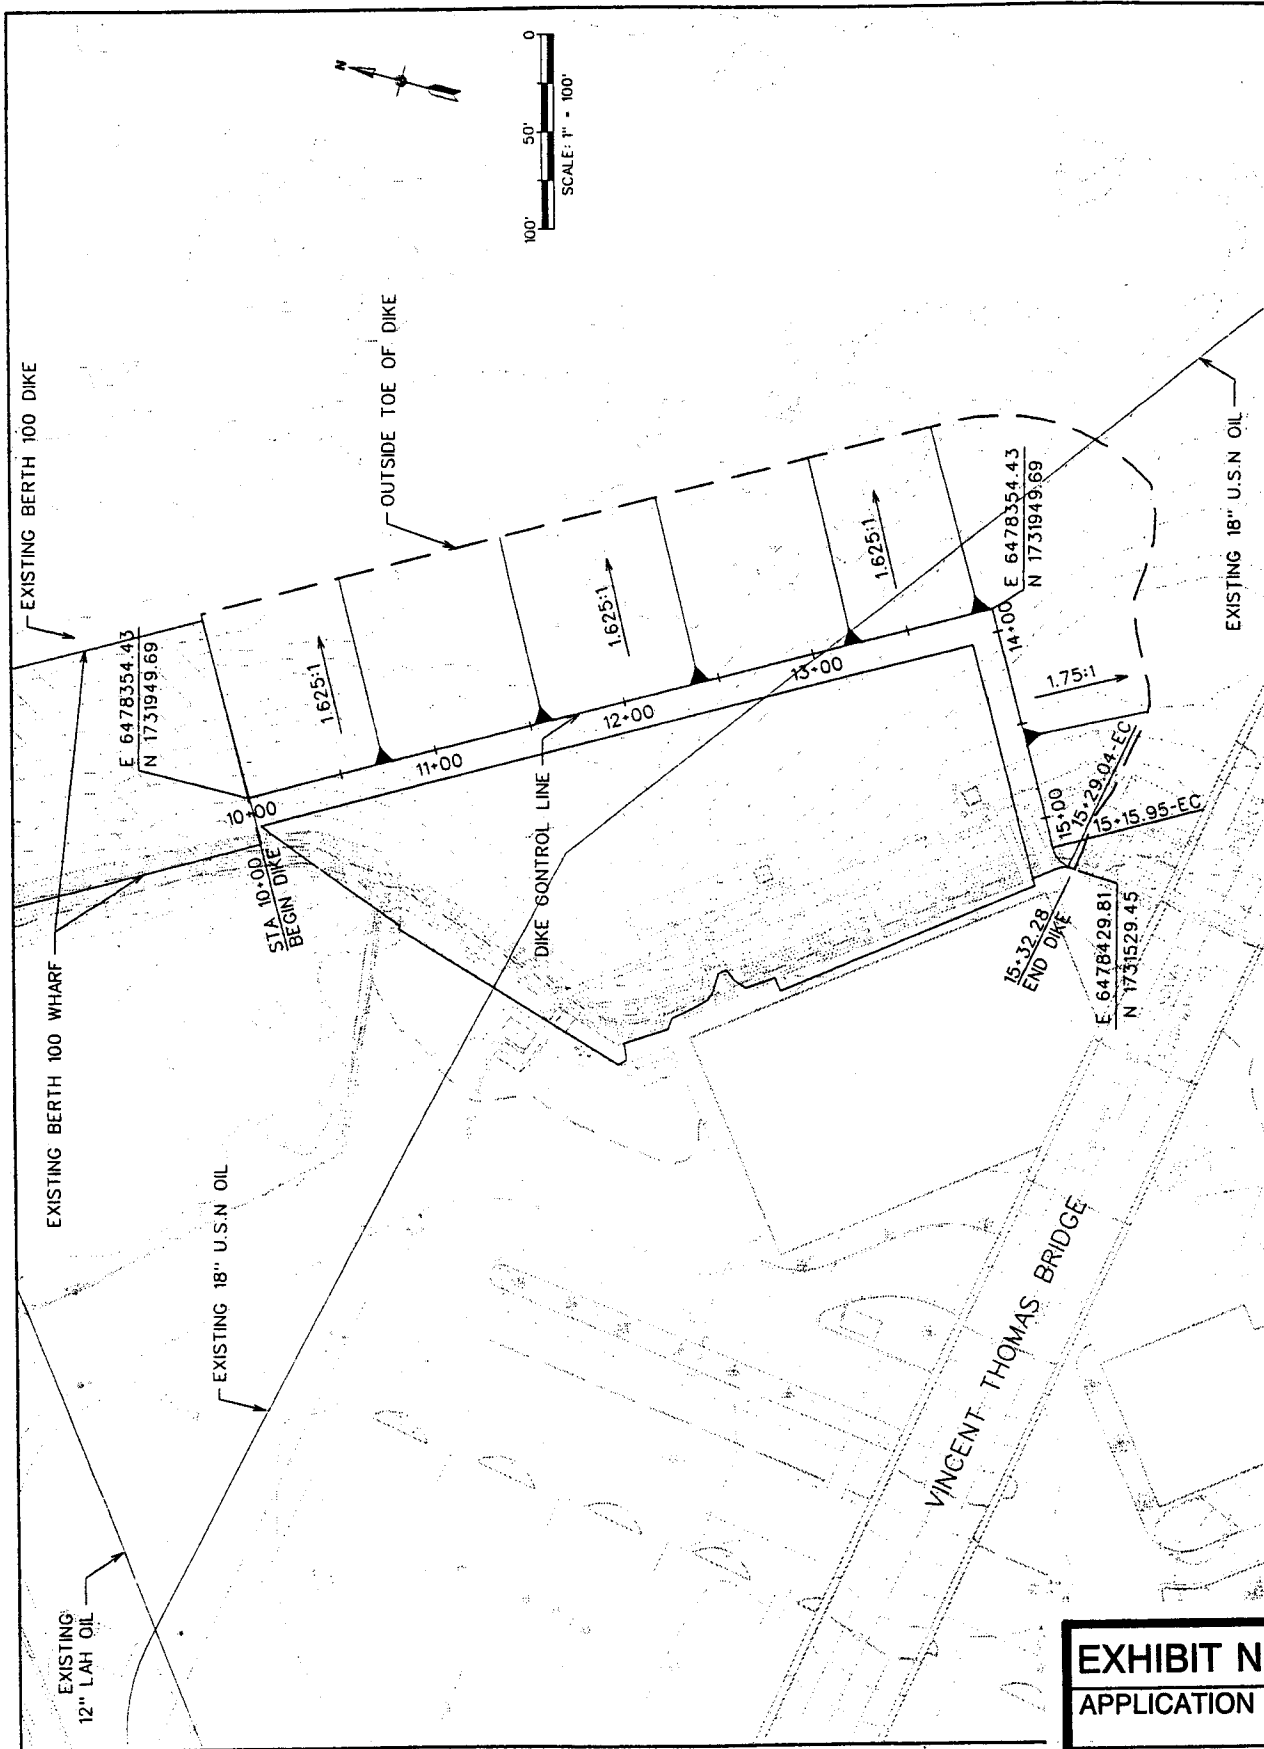 EXISTING BERTH 100 DIKE
EXISTING BERTH 100 WHARF
EXISTING
12" LAH OIL
EXISTING 18" U.S.N OIL
E 6478354.43
N 1731949.69
N
100' 50' 0
SCALE: 1" - 100'
OUTSIDE TOE OF DIKE
10+00
STA 10+00
BEGIN DIKE
1.625:1
11+00
DIKE CONTROL LINE
12+00
1.625:1
13+00
1.625:1
14+00
E 6478354.43
N 1731949.69
1.75:1
15+00
15+29.04-EC
15+15.95-EC
15+32.28
END DIKE
E 6478429.81
N 1731529.45
EXISTING 18" U.S.N OIL
VINCENT THOMAS BRIDGE
EXHIBIT N
APPLICATION